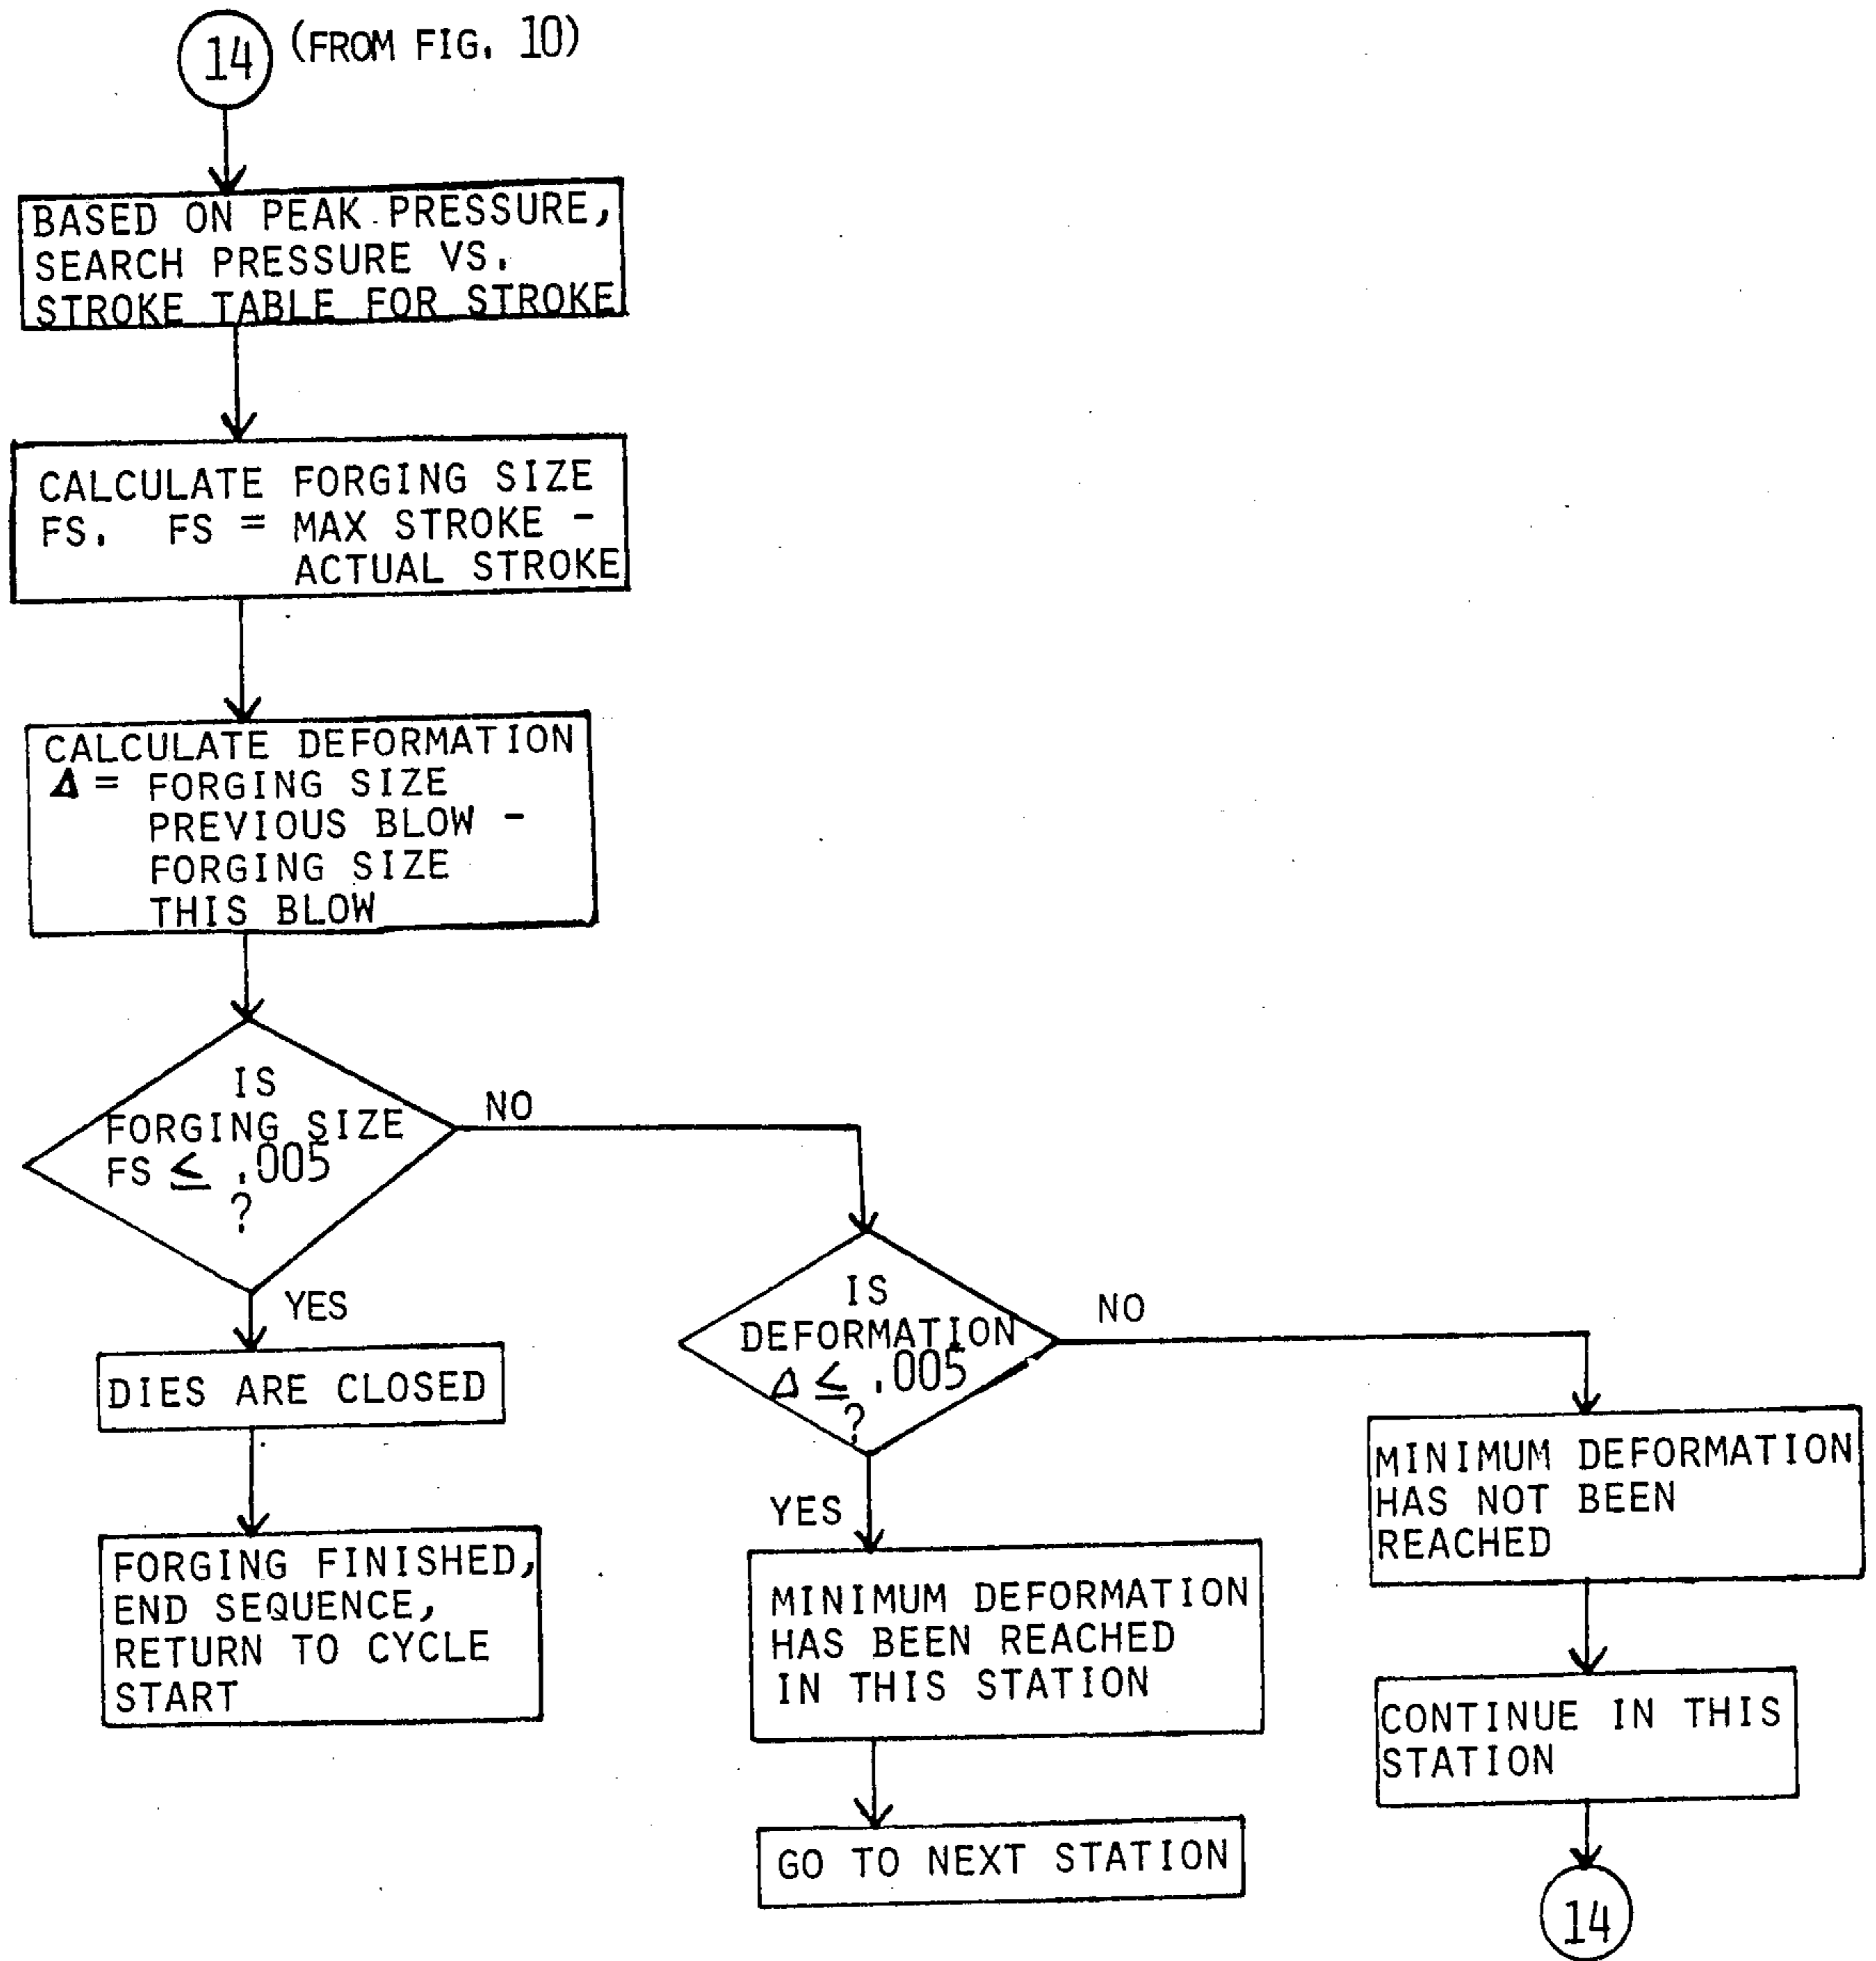 14 (FROM FIG. 10)
BASED ON PEAK PRESSURE,
SEARCH PRESSURE VS.
STROKE TABLE FOR STROKE
CALCULATE FORGING SIZE
FS. FS = MAX STROKE -
ACTUAL STROKE
CALCULATE DEFORMATION
Δ = FORGING SIZE
PREVIOUS BLOW -
FORGING SIZE
THIS BLOW
IS
FORGING SIZE
FS ≤ .005
?
NO
YES
DIES ARE CLOSED
FORGING FINISHED,
END SEQUENCE,
RETURN TO CYCLE
START
IS
DEFORMATION
Δ ≤ .005
?
NO
YES
MINIMUM DEFORMATION
HAS BEEN REACHED
IN THIS STATION
GO TO NEXT STATION
MINIMUM DEFORMATION
HAS NOT BEEN
REACHED
CONTINUE IN THIS
STATION
14